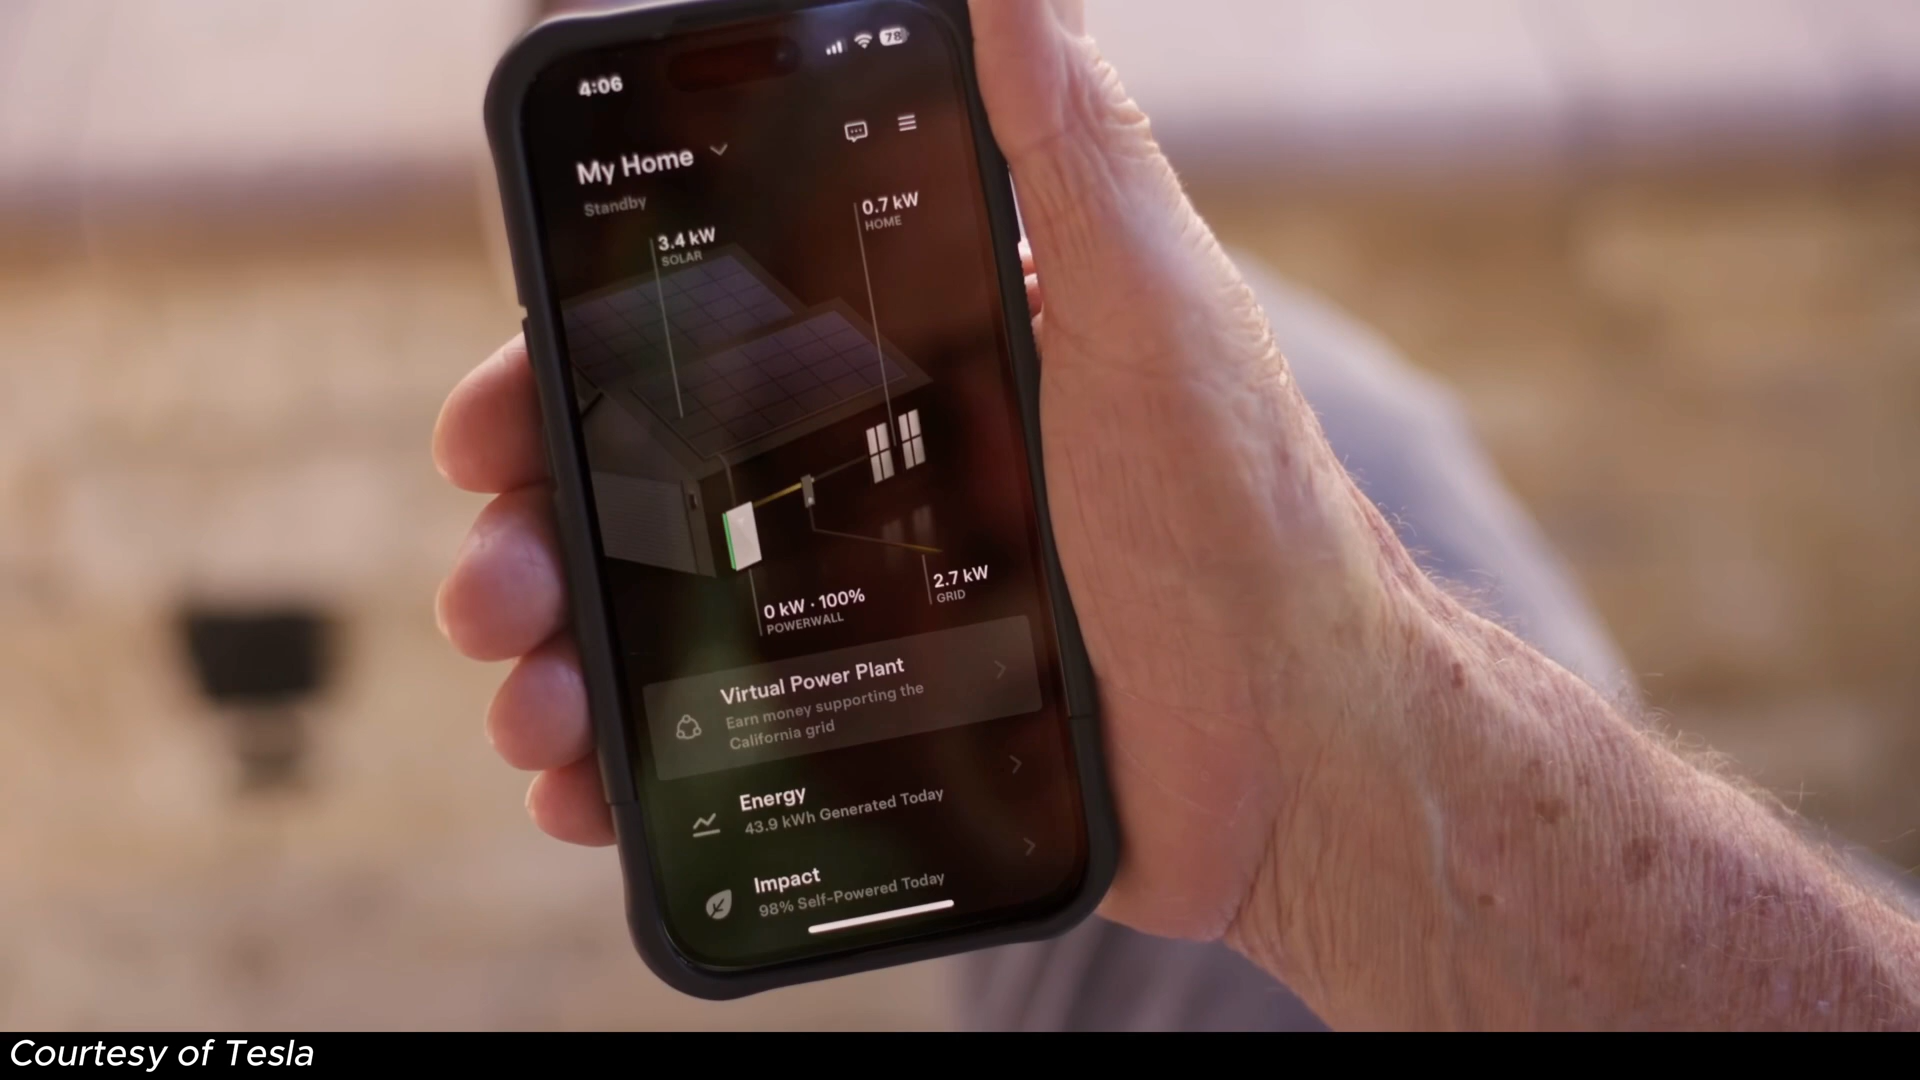 4:06
78
My Home
Standby
0.7 kW
HOME
3.4 kW
SOLAR
2.7 kW
GRID
0 kW · 100%
POWERWALL
Virtual Power Plant
Earn money supporting the
California grid
Energy
43.9 kWh Generated Today
Impact
98% Self-Powered Today
Courtesy of Tesla